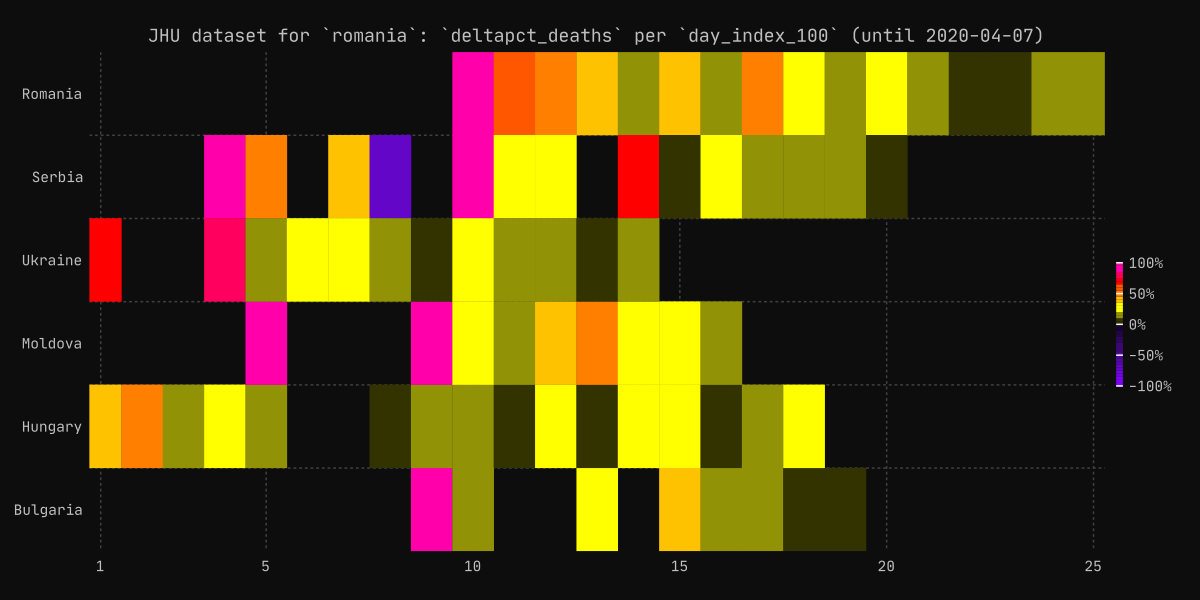 JHU dataset for `romania`: `deltapct_deaths` per `day_index_100` (until 2020-04-07)
Romania
Serbia
Ukraine
Moldova
Hungary
Bulgaria
100%
50%
0%
-50%
-100%
1 5 10 15 20 25